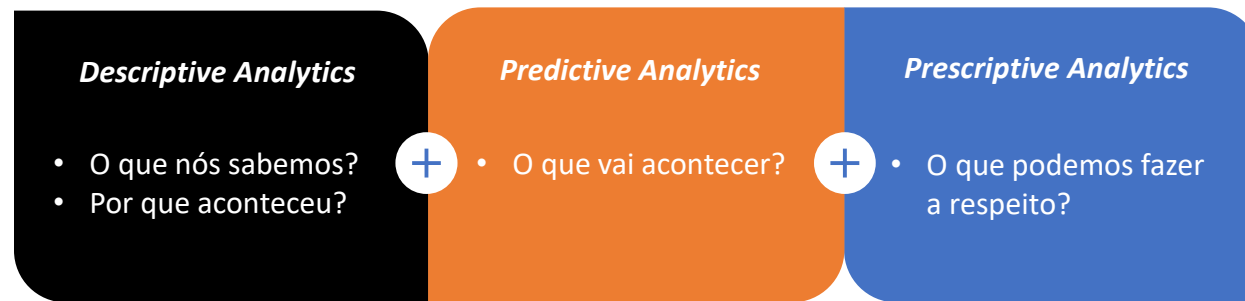 Descriptive Analytics
• O que nós sabemos?
• Por que aconteceu?
+
Predictive Analytics
• O que vai acontecer?
+
Prescriptive Analytics
• O que podemos fazer
a respeito?